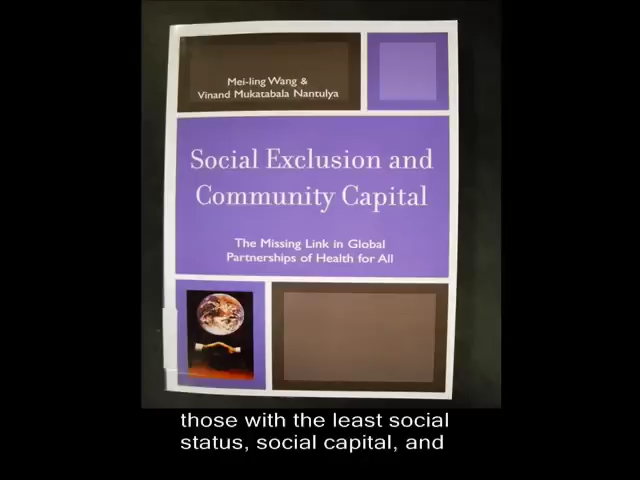 Mei-ling Wang &
Vinand Mukatabala Nantulya
Social Exclusion and
Community Capital
The Missing Link in Global
Partnerships of Health for All
those with the least social
status, social capital, and